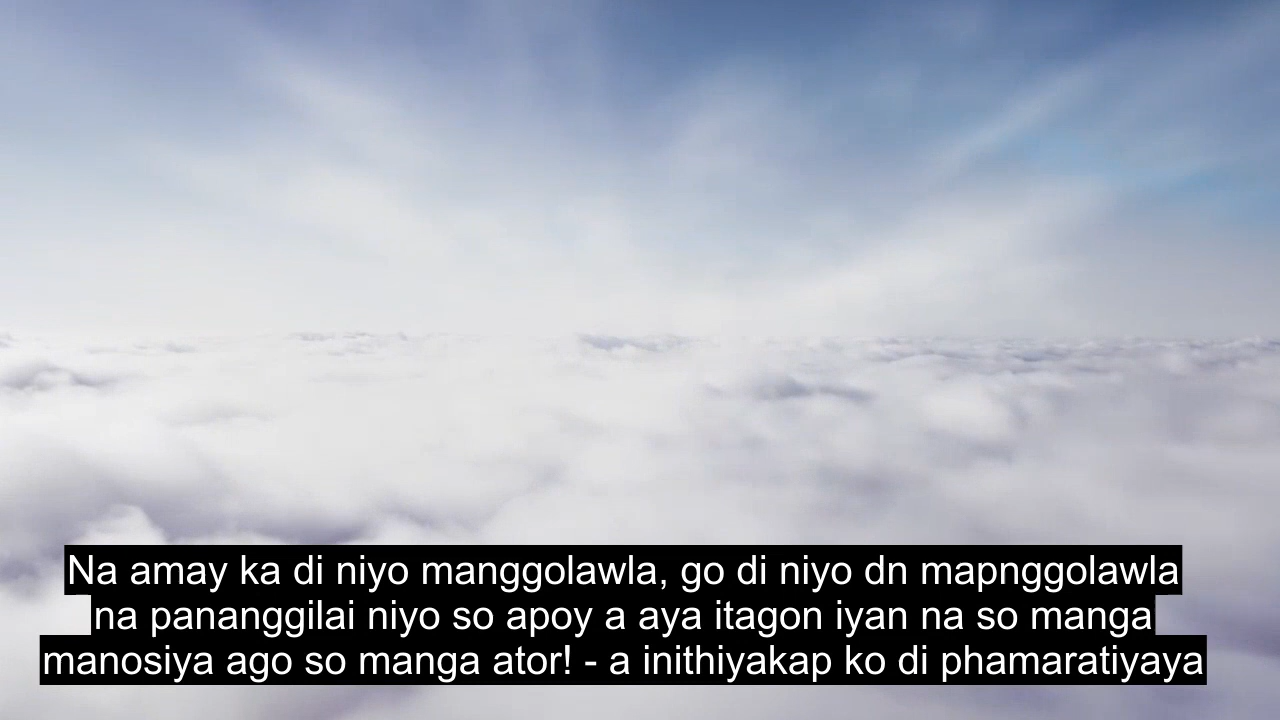 Na amay ka di niyo manggolawla, go di niyo dn mapnggolawla
na pananggilai niyo so apoy a aya itagon iyan na so manga
manosiya ago so manga ator! - a inithiyakap ko di phamaratiyaya